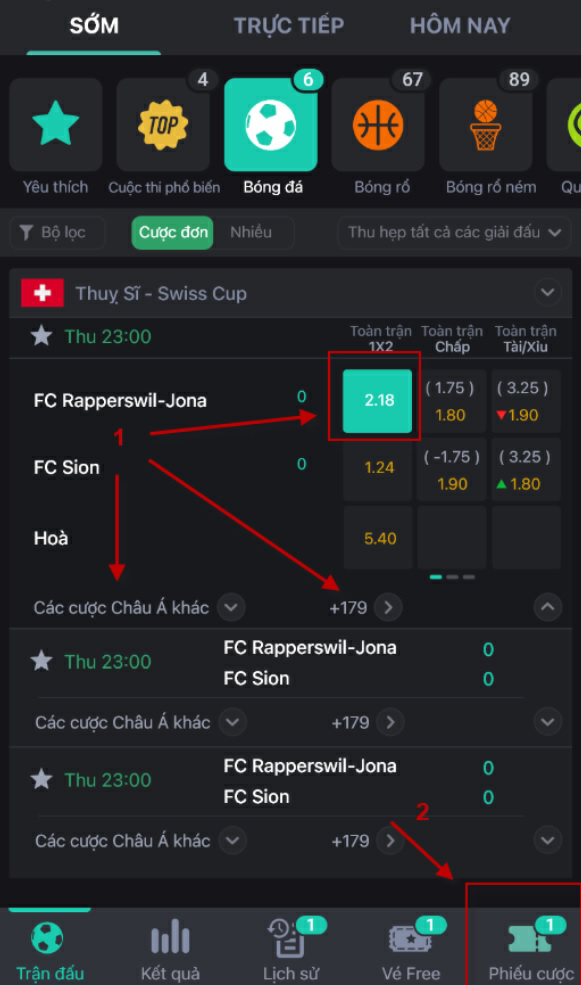 SỚM TRỰC TIẾP HÔM NAY
4 6 67 89
TOP
Yêu thích Cuộc thi phổ biến Bóng đá Bóng rổ Bóng rổ ném Qu
Bộ lọc Cược đơn Nhiều Thu hẹp tất cả các giải đấu
Thuỵ Sĩ - Swiss Cup
Thu 23:00 Toàn trận Toàn trận Toàn trận
1X2 Chấp Tài/Xỉu
FC Rapperswil-Jona 0 2.18 ( 1.75 ) ( 3.25 )
1.80 ▼1.90
1
FC Sion 0 1.24 ( -1.75 ) ( 3.25 )
1.90 ▲1.80
Hoà 5.40
Các cược Châu Á khác +179
Thu 23:00 FC Rapperswil-Jona 0
FC Sion 0
Các cược Châu Á khác +179
Thu 23:00 FC Rapperswil-Jona 0
FC Sion 0
2
Các cược Châu Á khác +179
1 1 1
Trận đấu Kết quả Lịch sử Vé Free Phiếu cược